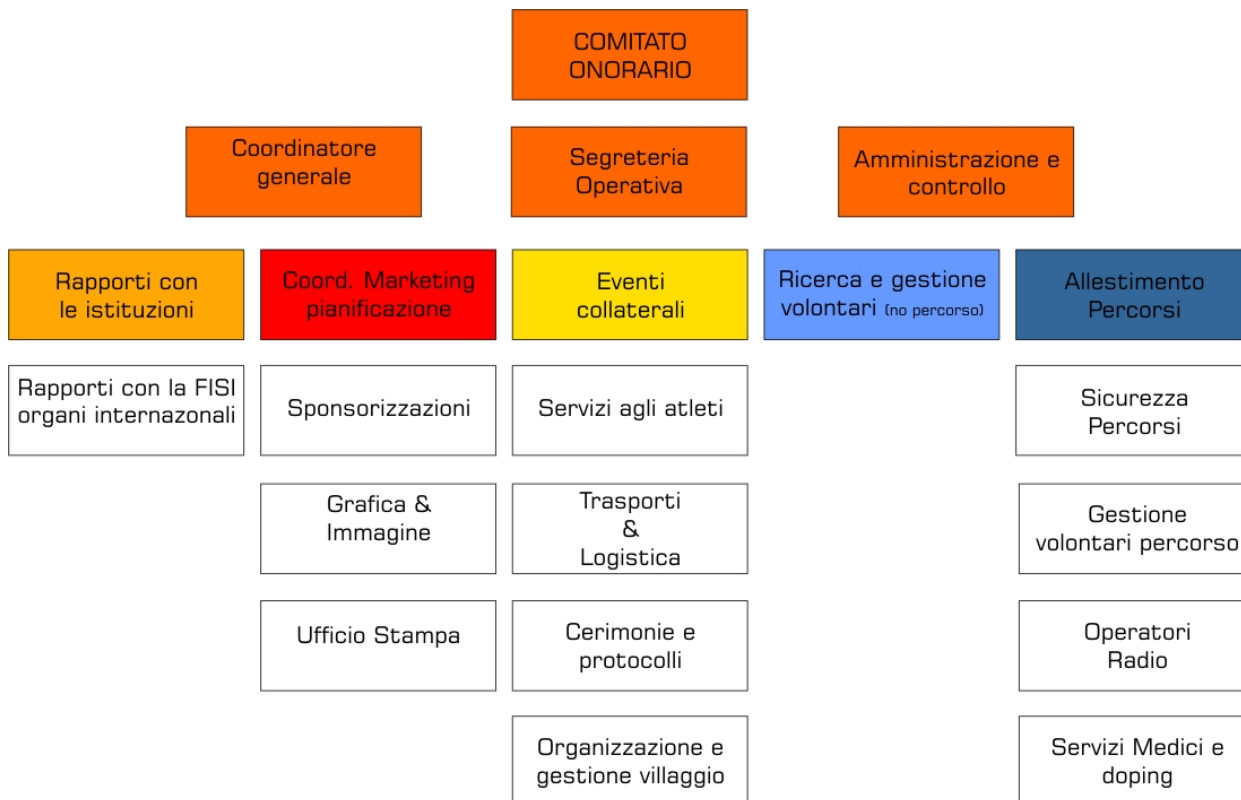 COMITATO
ONORARIO
Coordinatore
generale
Segreteria
Operativa
Amministrazione e
controllo
Rapporti con
le istituzioni
Coord. Marketing
pianificazione
Eventi
collaterali
Ricerca e gestione
volontari (no percorso)
Allestimento
Percorsi
Rapporti con la FISI
organi internazonali
Sponsorizzazioni
Servizi agli atleti
Sicurezza
Percorsi
Grafica &
Immagine
Trasporti
&
Logistica
Gestione
volontari percorso
Ufficio Stampa
Cerimonie e
protocolli
Operatori
Radio
Organizzazione e
gestione villaggio
Servizi Medici e
doping